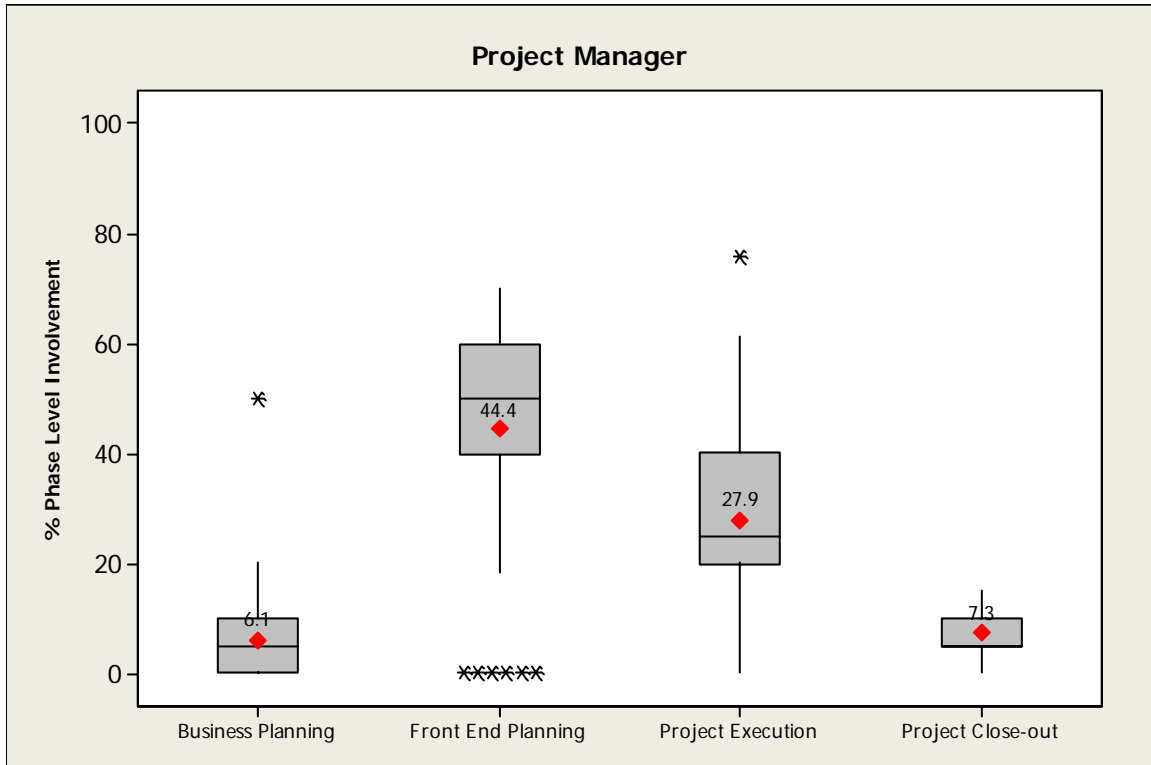 Project Manager
% Phase Level Involvement
100
80
60
40
20
0
6.1
44.4
27.9
7.3
Business Planning
Front End Planning
Project Execution
Project Close-out